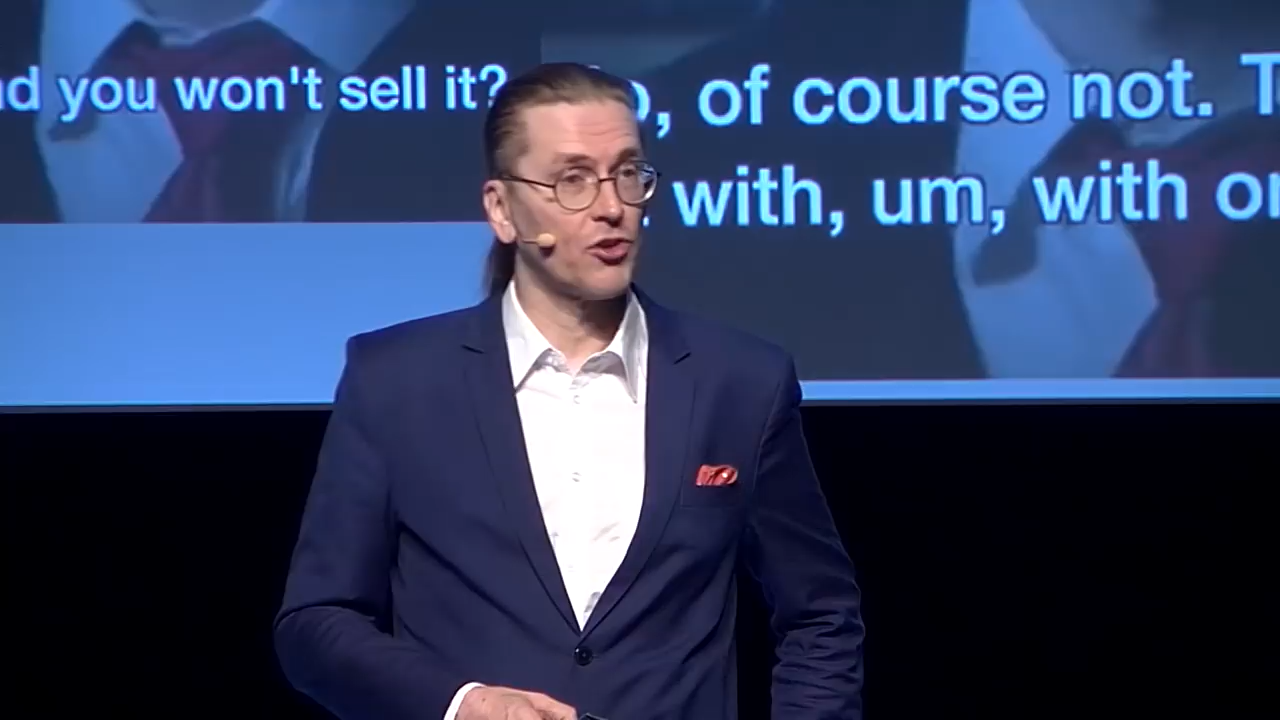 you won't sell it?
of course not.
with, um, with